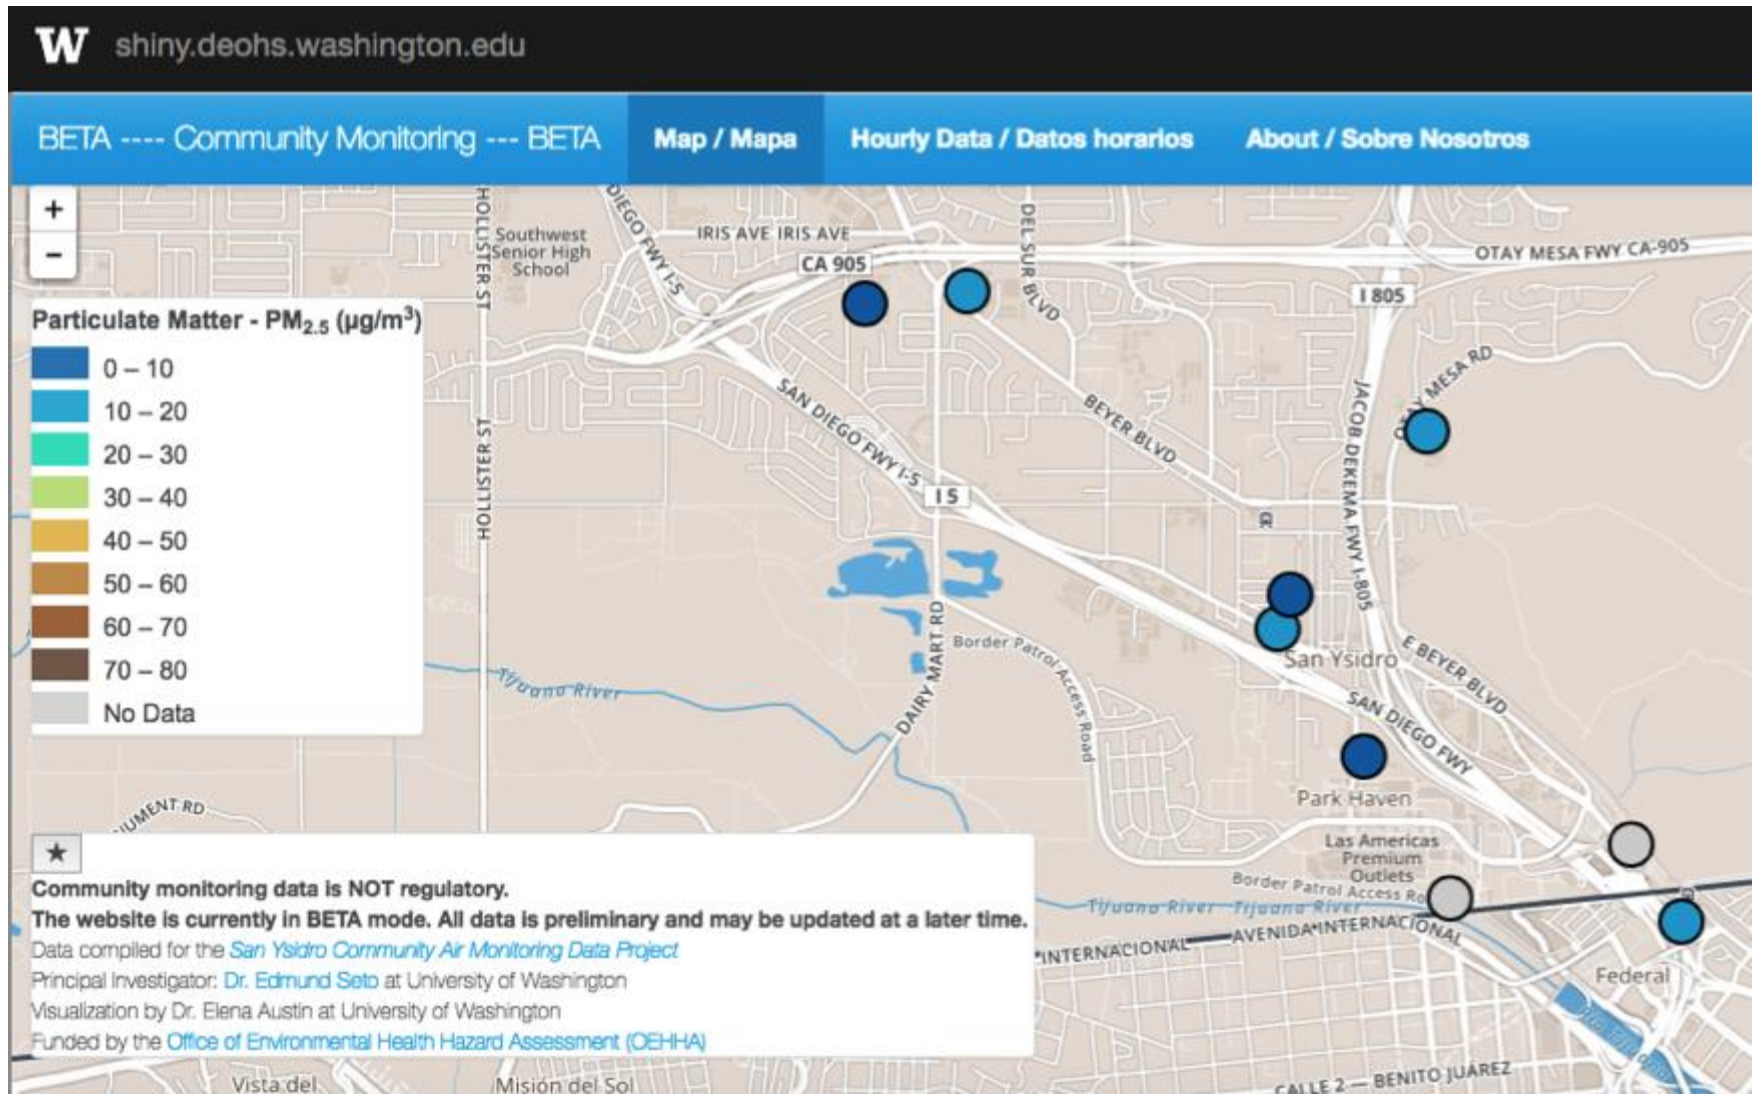 W shiny.deohs.washington.edu
BETA ---- Community Monitoring --- BETA
Map / Mapa
Hourly Data / Datos horarios
About / Sobre Nosotros
+
−
Particulate Matter - PM2.5 (µg/m³)
0 – 10
10 – 20
20 – 30
30 – 40
40 – 50
50 – 60
60 – 70
70 – 80
No Data
HOLLISTER ST
Southwest
Senior High
School
DIEGO FWY I-5
IRIS AVE IRIS AVE
CA 905
DEL SUR BLVD
OTAY MESA FWY CA-905
I 805
OTAY MESA RD
SAN DIEGO FWY I-5
BEYER BLVD
JACOB DEKEMA FWY I-805
HOLLISTER ST
I 5
DAIRY MART RD
Border Patrol Access Road
San Ysidro
E BEYER BLVD
Tijuana River
SAN DIEGO FWY
Park Haven
NUMENT RD
Las Americas
Premium
Outlets
Border Patrol Access Ro
Tijuana River Tijuana River
INTERNACIONAL
AVENIDA INTERNACIONAL
Federal
★
Community monitoring data is NOT regulatory.
The website is currently in BETA mode. All data is preliminary and may be updated at a later time.
Data compiled for the San Ysidro Community Air Monitoring Data Project
Principal Investigator: Dr. Edmund Seto at University of Washington
Visualization by Dr. Elena Austin at University of Washington
Funded by the Office of Environmental Health Hazard Assessment (OEHHA)
Vista del
Misión del Sol
CALLE 2 — BENITO JUÁREZ